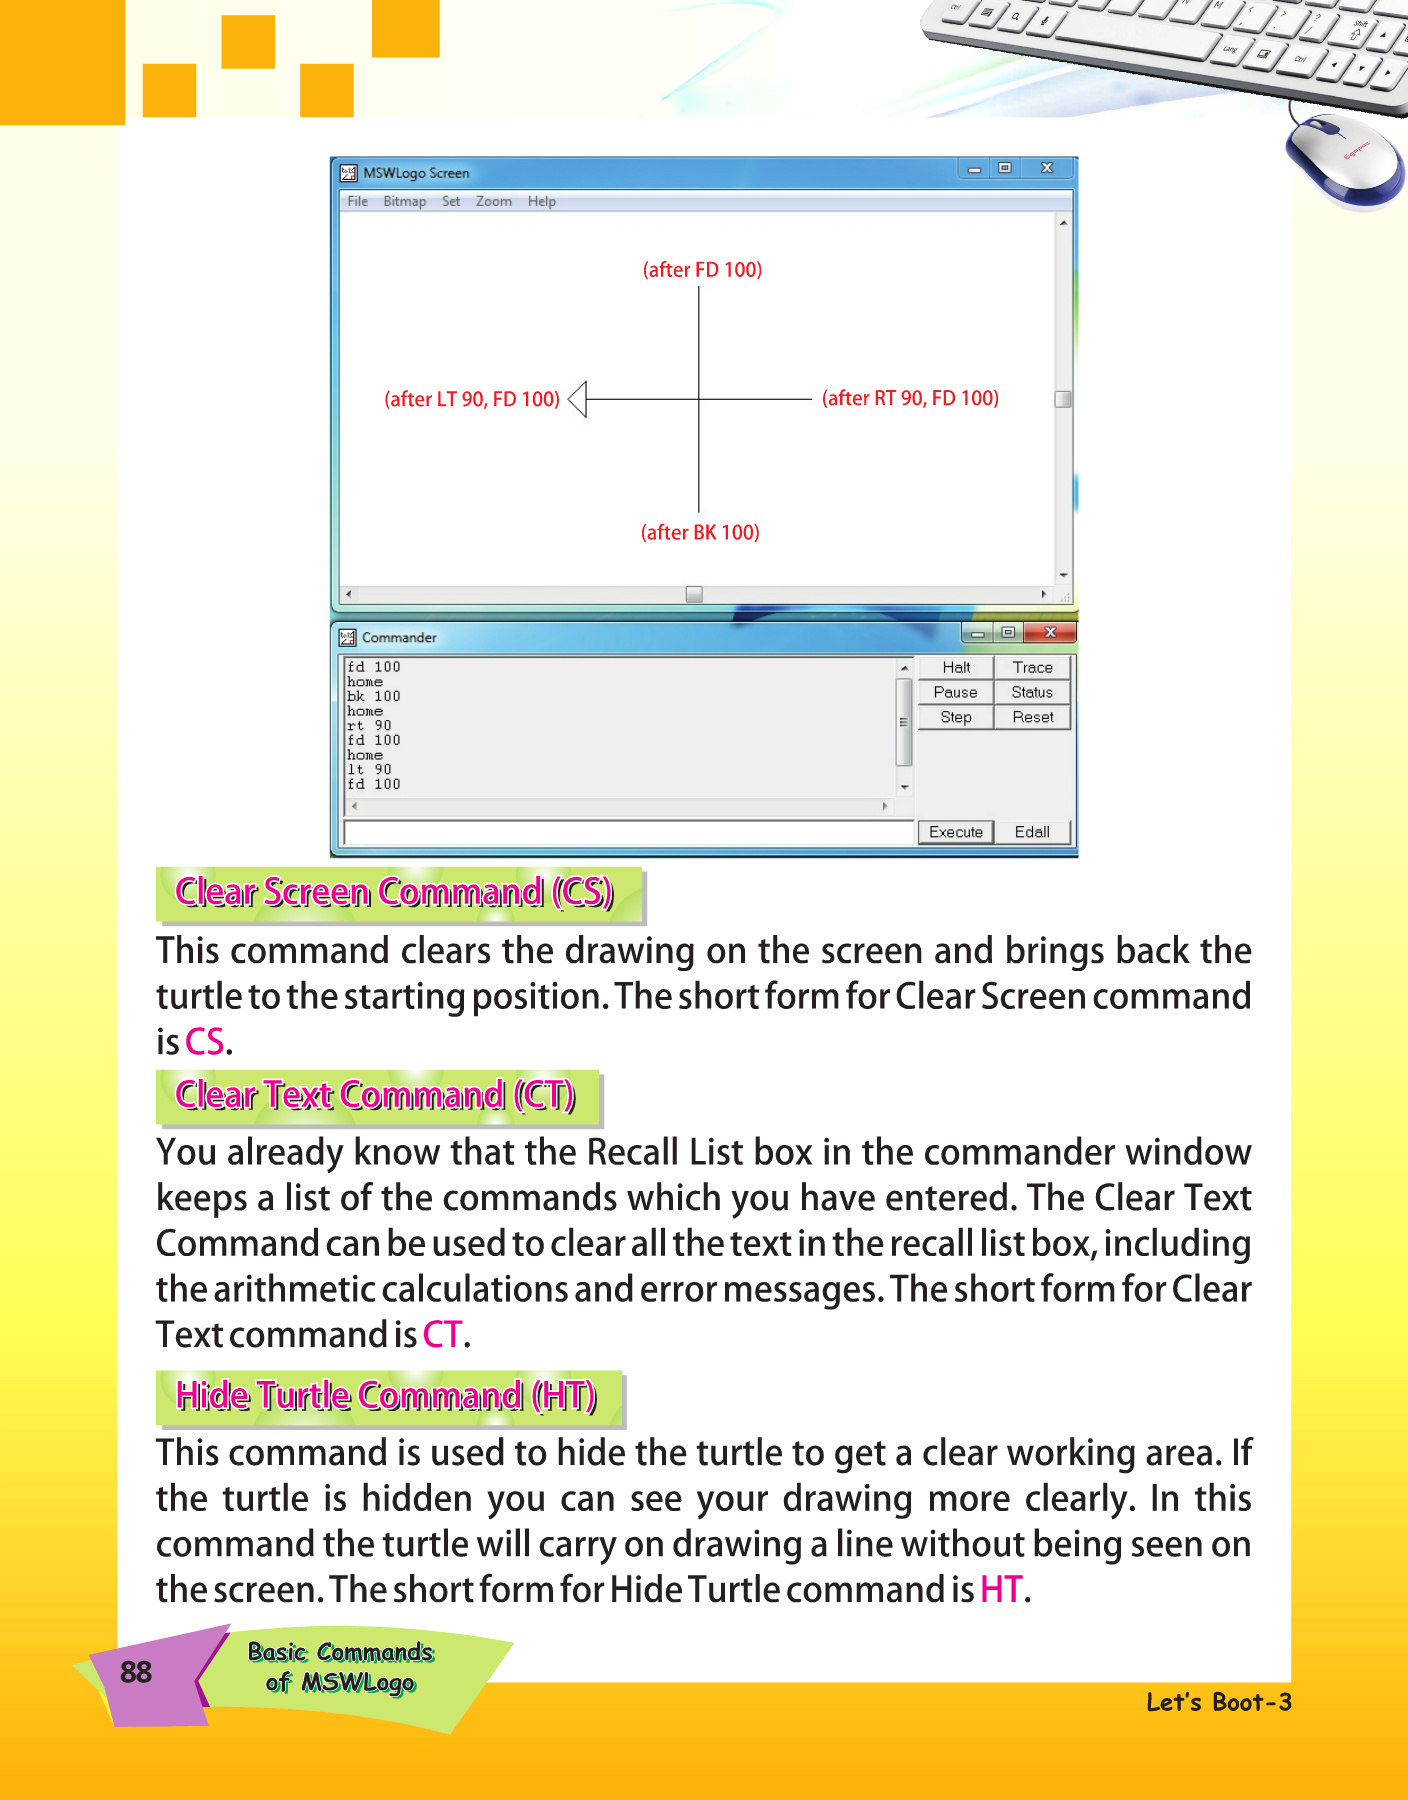 MSWLogo Screen
File Bitmap Set Zoom Help
(after FD 100)
(after LT 90, FD 100)
(after RT 90, FD 100)
(after BK 100)
Commander
fd 100
home
bk 100
home
rt 90
fd 100
home
lt 90
fd 100
Halt Trace
Pause Status
Step Reset
Execute Edall
Clear Screen Command (CS)
This command clears the drawing on the screen and brings back the
turtle to the starting position. The short form for Clear Screen command
is CS.
Clear Text Command (CT)
You already know that the Recall List box in the commander window
keeps a list of the commands which you have entered. The Clear Text
Command can be used to clear all the text in the recall list box, including
the arithmetic calculations and error messages. The short form for Clear
Text command is CT.
Hide Turtle Command (HT)
This command is used to hide the turtle to get a clear working area. If
the turtle is hidden you can see your drawing more clearly. In this
command the turtle will carry on drawing a line without being seen on
the screen. The short form for Hide Turtle command is HT.
88
Basic Commands
of MSWLogo
Let's Boot-3